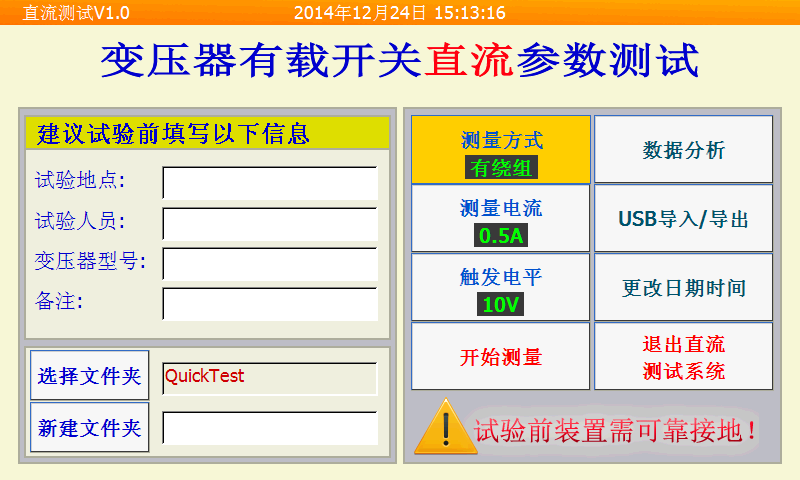 直流测试V1.0 2014年12月24日 15:13:16
变压器有载开关直流参数测试
建议试验前填写以下信息
试验地点:
试验人员:
变压器型号:
备注:
选择文件夹 QuickTest
新建文件夹
测量方式
有绕组
数据分析
测量电流
0.5A
USB导入/导出
触发电平
10V
更改日期时间
开始测量
退出直流
测试系统
试验前装置需可靠接地!